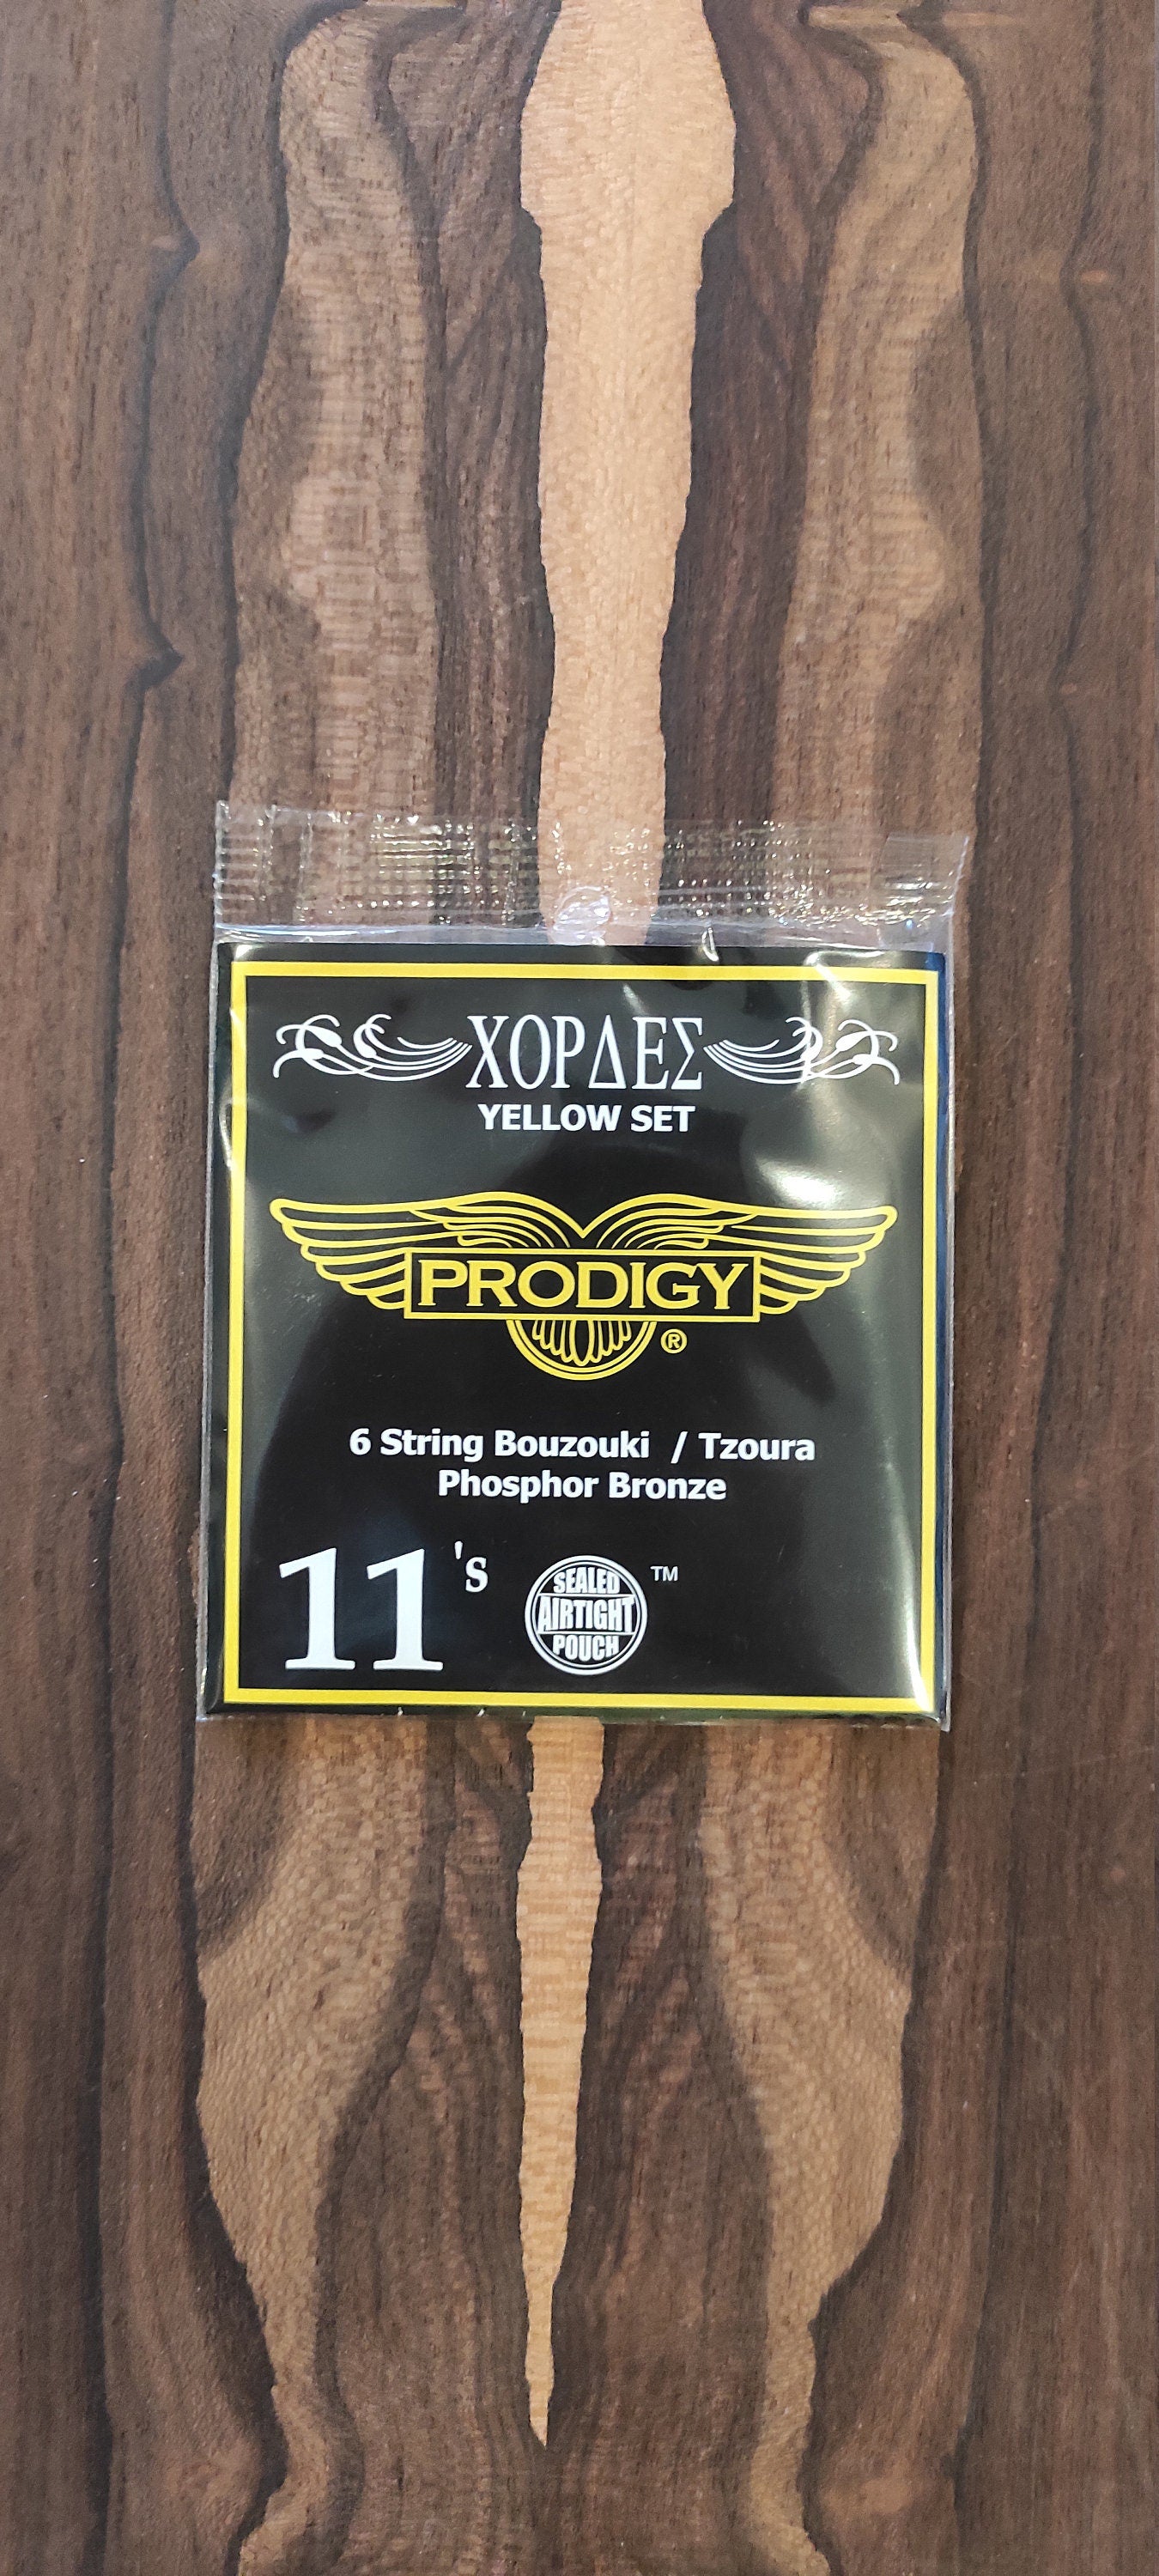 ΧΟΡΔΕΣ
YELLOW SET
PRODIGY
®
6 String Bouzouki / Tzoura
Phosphor Bronze
11's
SEALED
AIRTIGHT
POUCH
TM